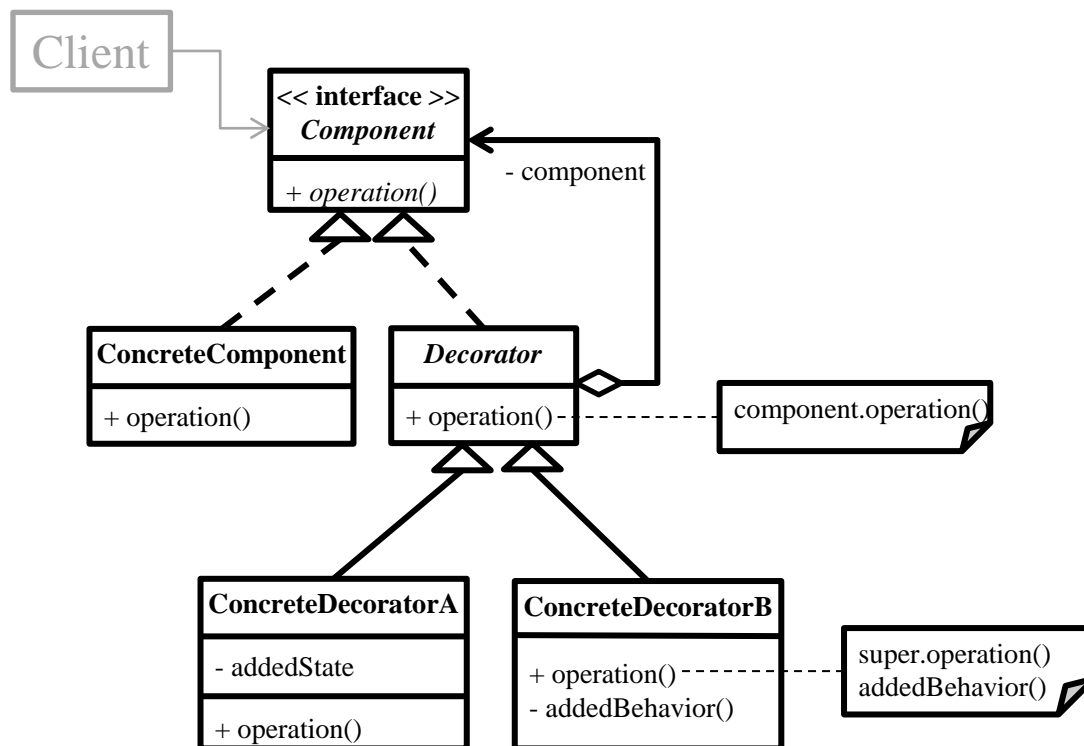 Client
<< interface >>
Component
+ operation()
- component
ConcreteComponent
+ operation()
Decorator
+ operation()
component.operation()
ConcreteDecoratorA
- addedState
+ operation()
ConcreteDecoratorB
+ operation()
- addedBehavior()
super.operation()
addedBehavior()